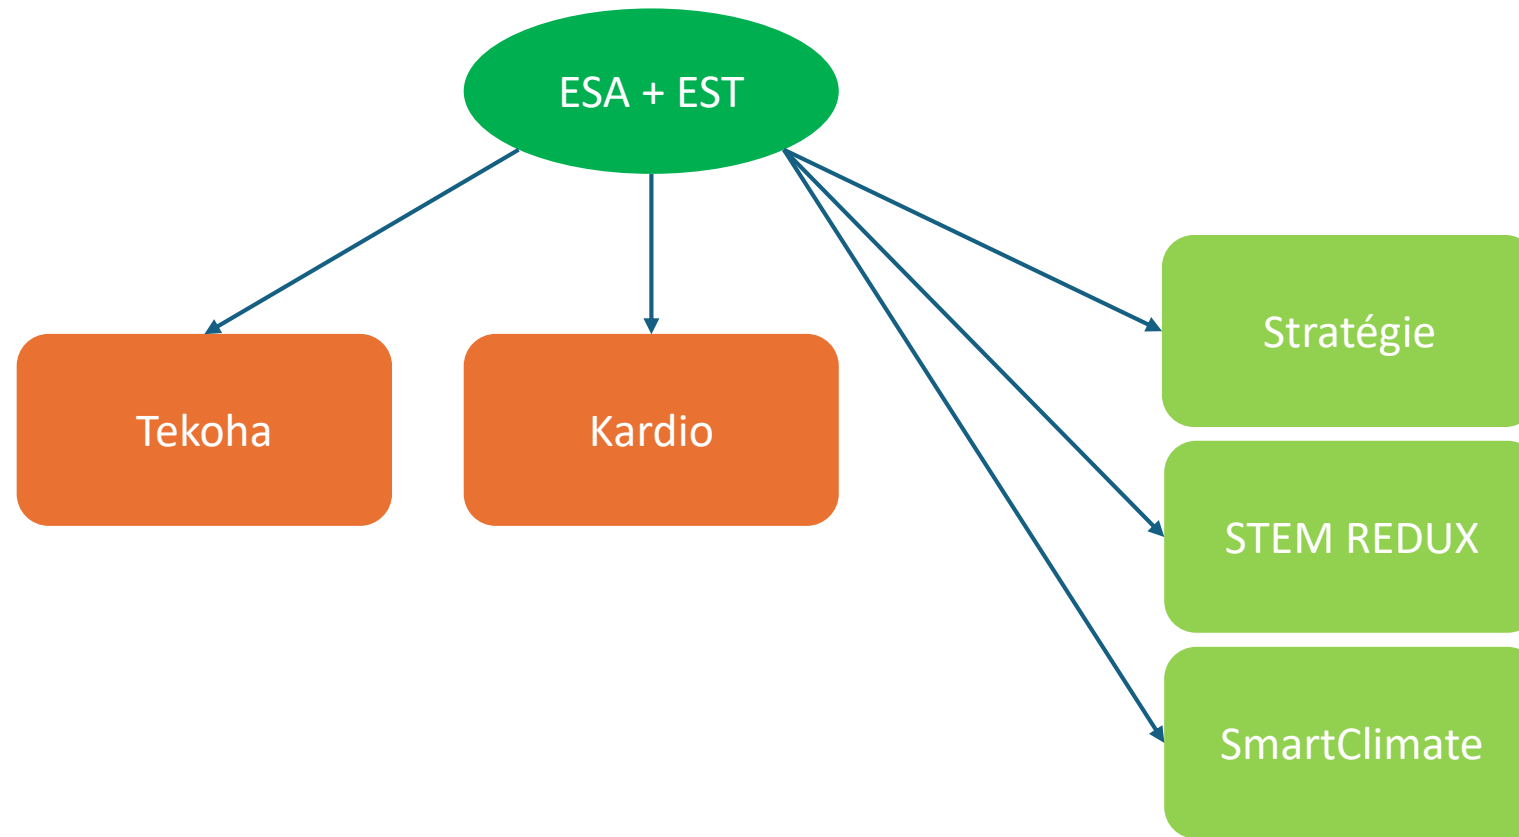 ESA + EST
Tekoha
Kardio
Stratégie
STEM REDUX
SmartClimate